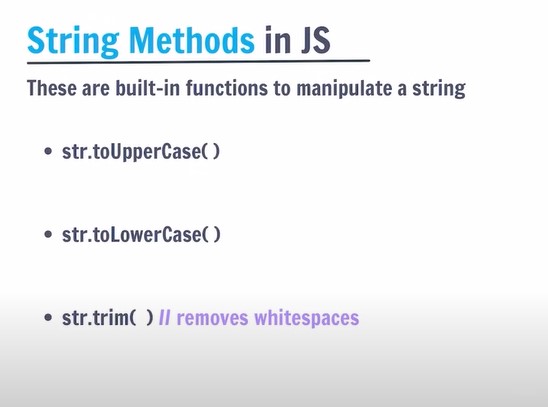 String Methods in JS
These are built-in functions to manipulate a string
• str.toUpperCase( )
• str.toLowerCase( )
• str.trim( ) // removes whitespaces